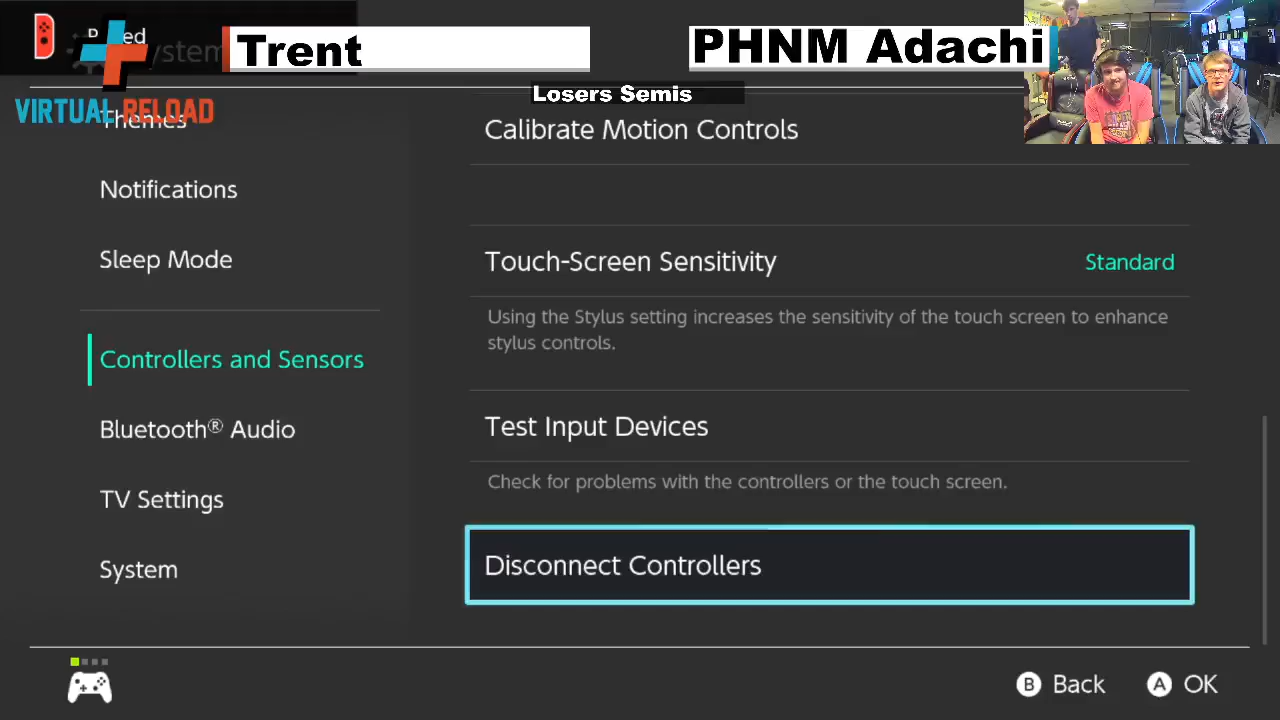 Trent
PHNM Adachi
Losers Semis
VIRTUAL RELOAD
Themes
Notifications
Sleep Mode
Controllers and Sensors
Bluetooth® Audio
TV Settings
System
Calibrate Motion Controls
Touch-Screen Sensitivity Standard
Using the Stylus setting increases the sensitivity of the touch screen to enhance
stylus controls.
Test Input Devices
Check for problems with the controllers or the touch screen.
Disconnect Controllers
B Back A OK